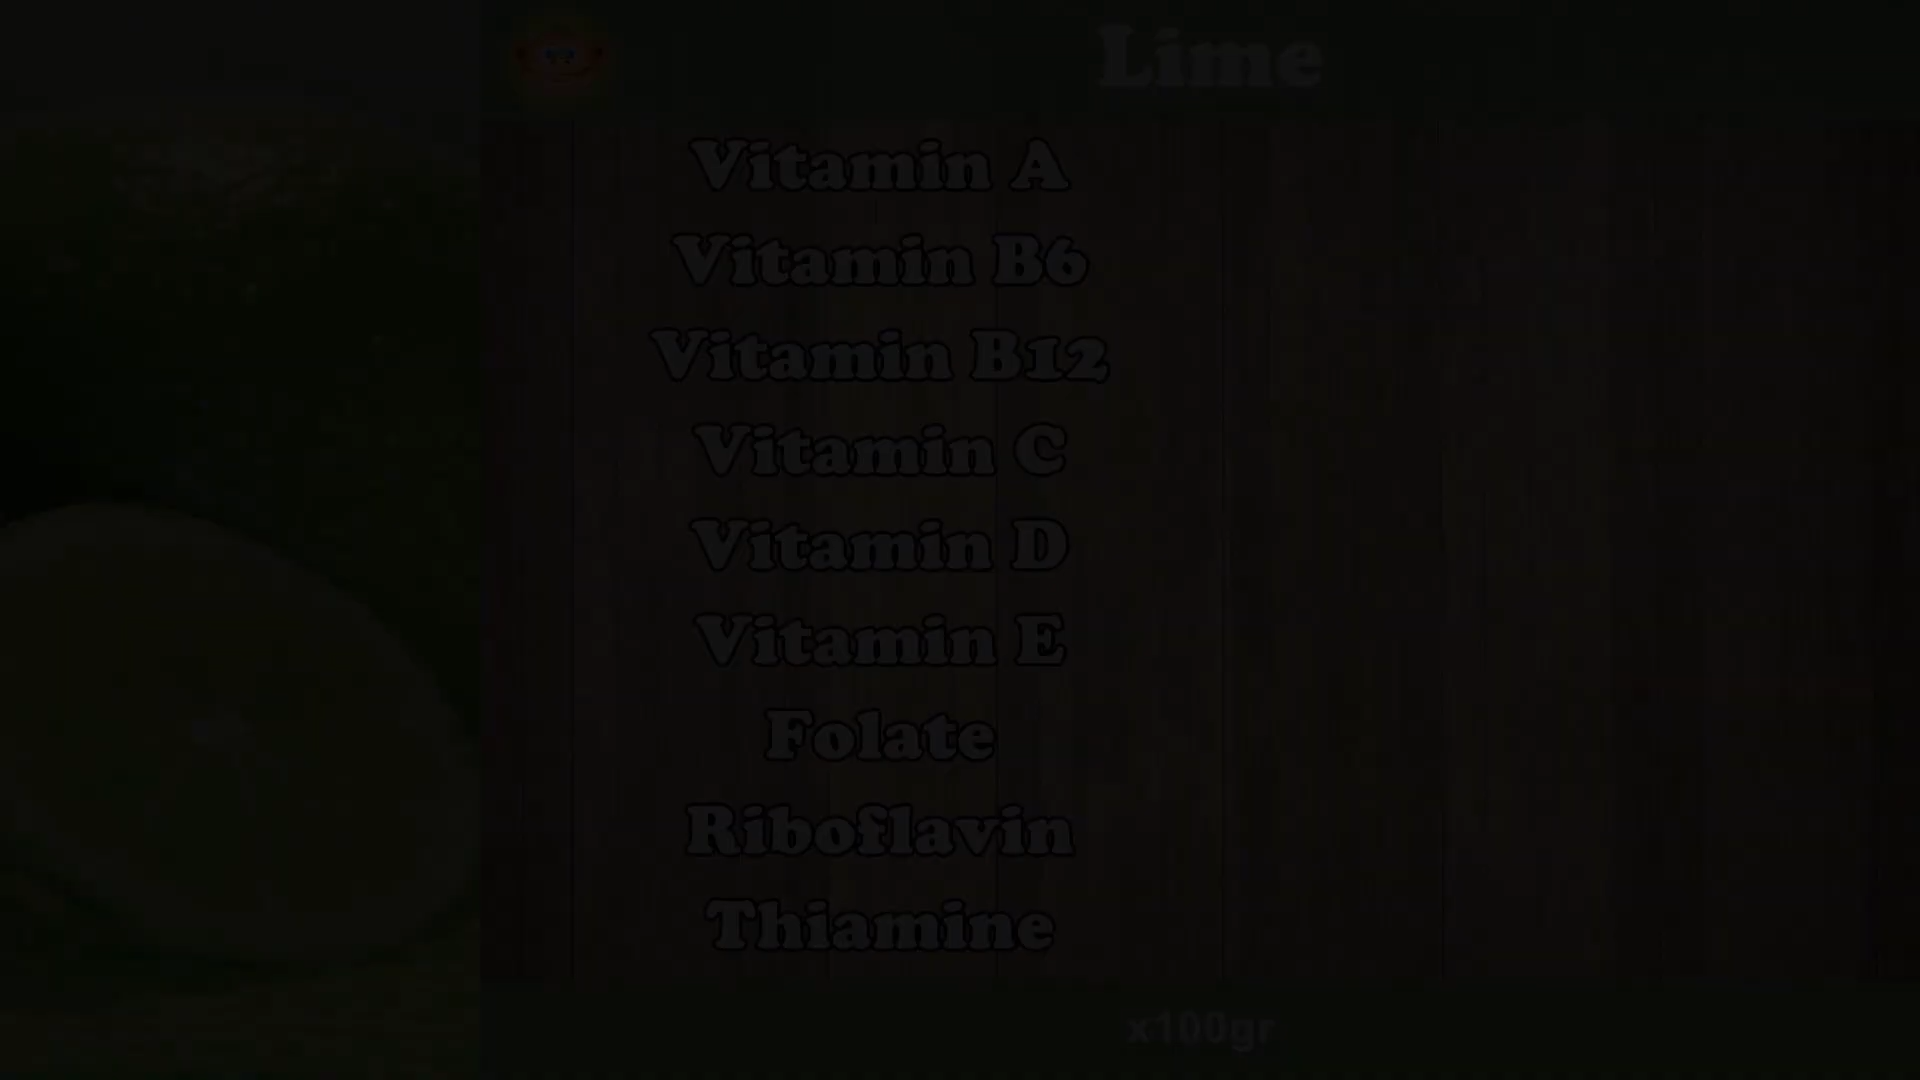 Lime
Vitamin A
Vitamin B6
Vitamin B12
Vitamin C
Vitamin D
Vitamin E
Folate
Riboflavin
Thiamine
x100gr